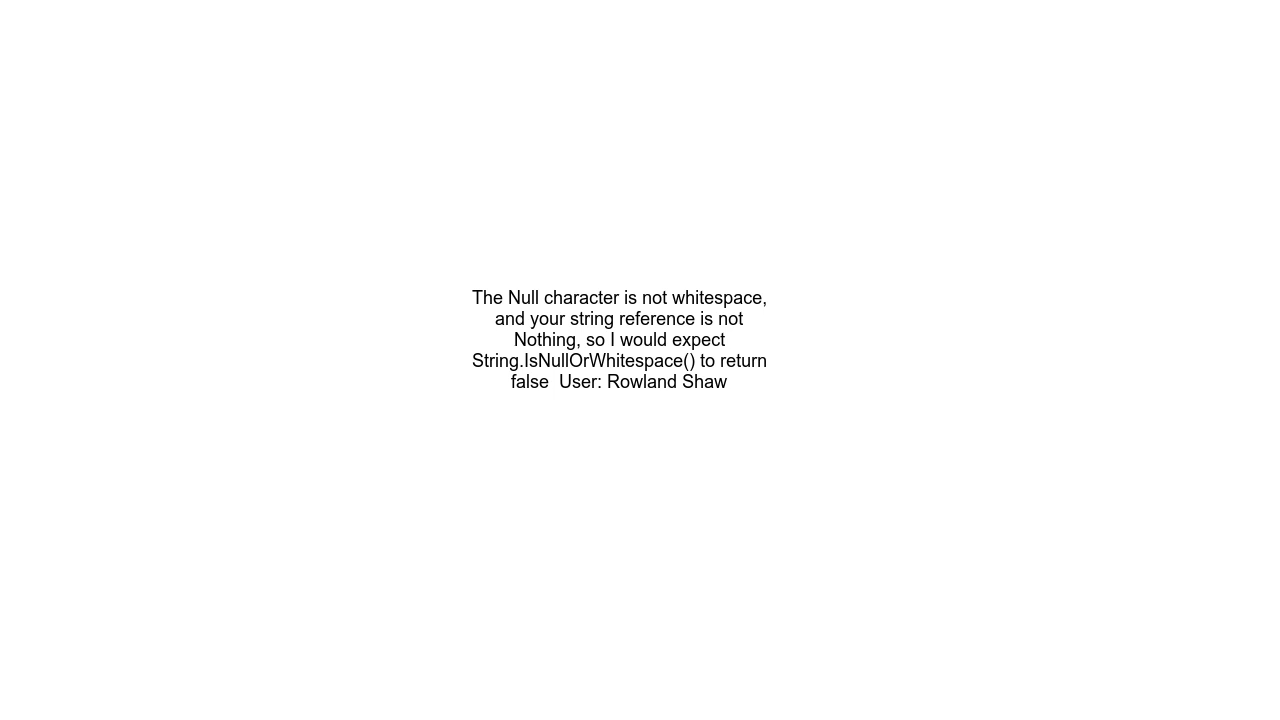 The Null character is not whitespace,
and your string reference is not
Nothing, so I would expect
String.IsNullOrWhitespace() to return
false  User: Rowland Shaw